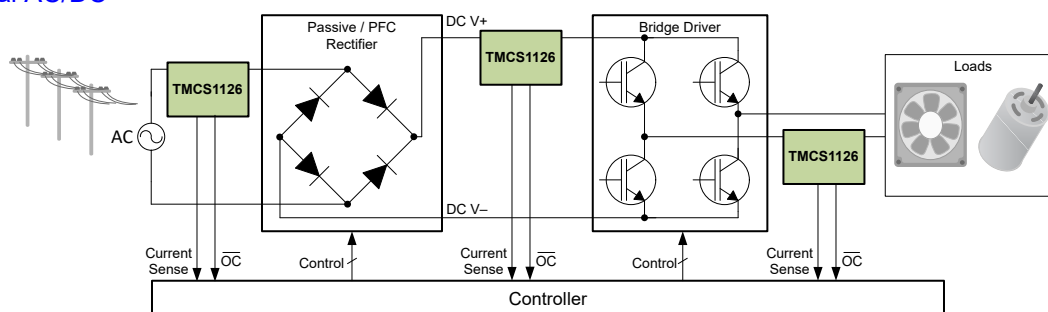 al AC/DC
Passive / PFC
Rectifier
DC V+
Bridge Driver
Loads
TMCS1126
TMCS1126
TMCS1126
AC
DC V–
Current
Sense
OC
Control
Current
Sense
OC
Control
Current
Sense
OC
Controller